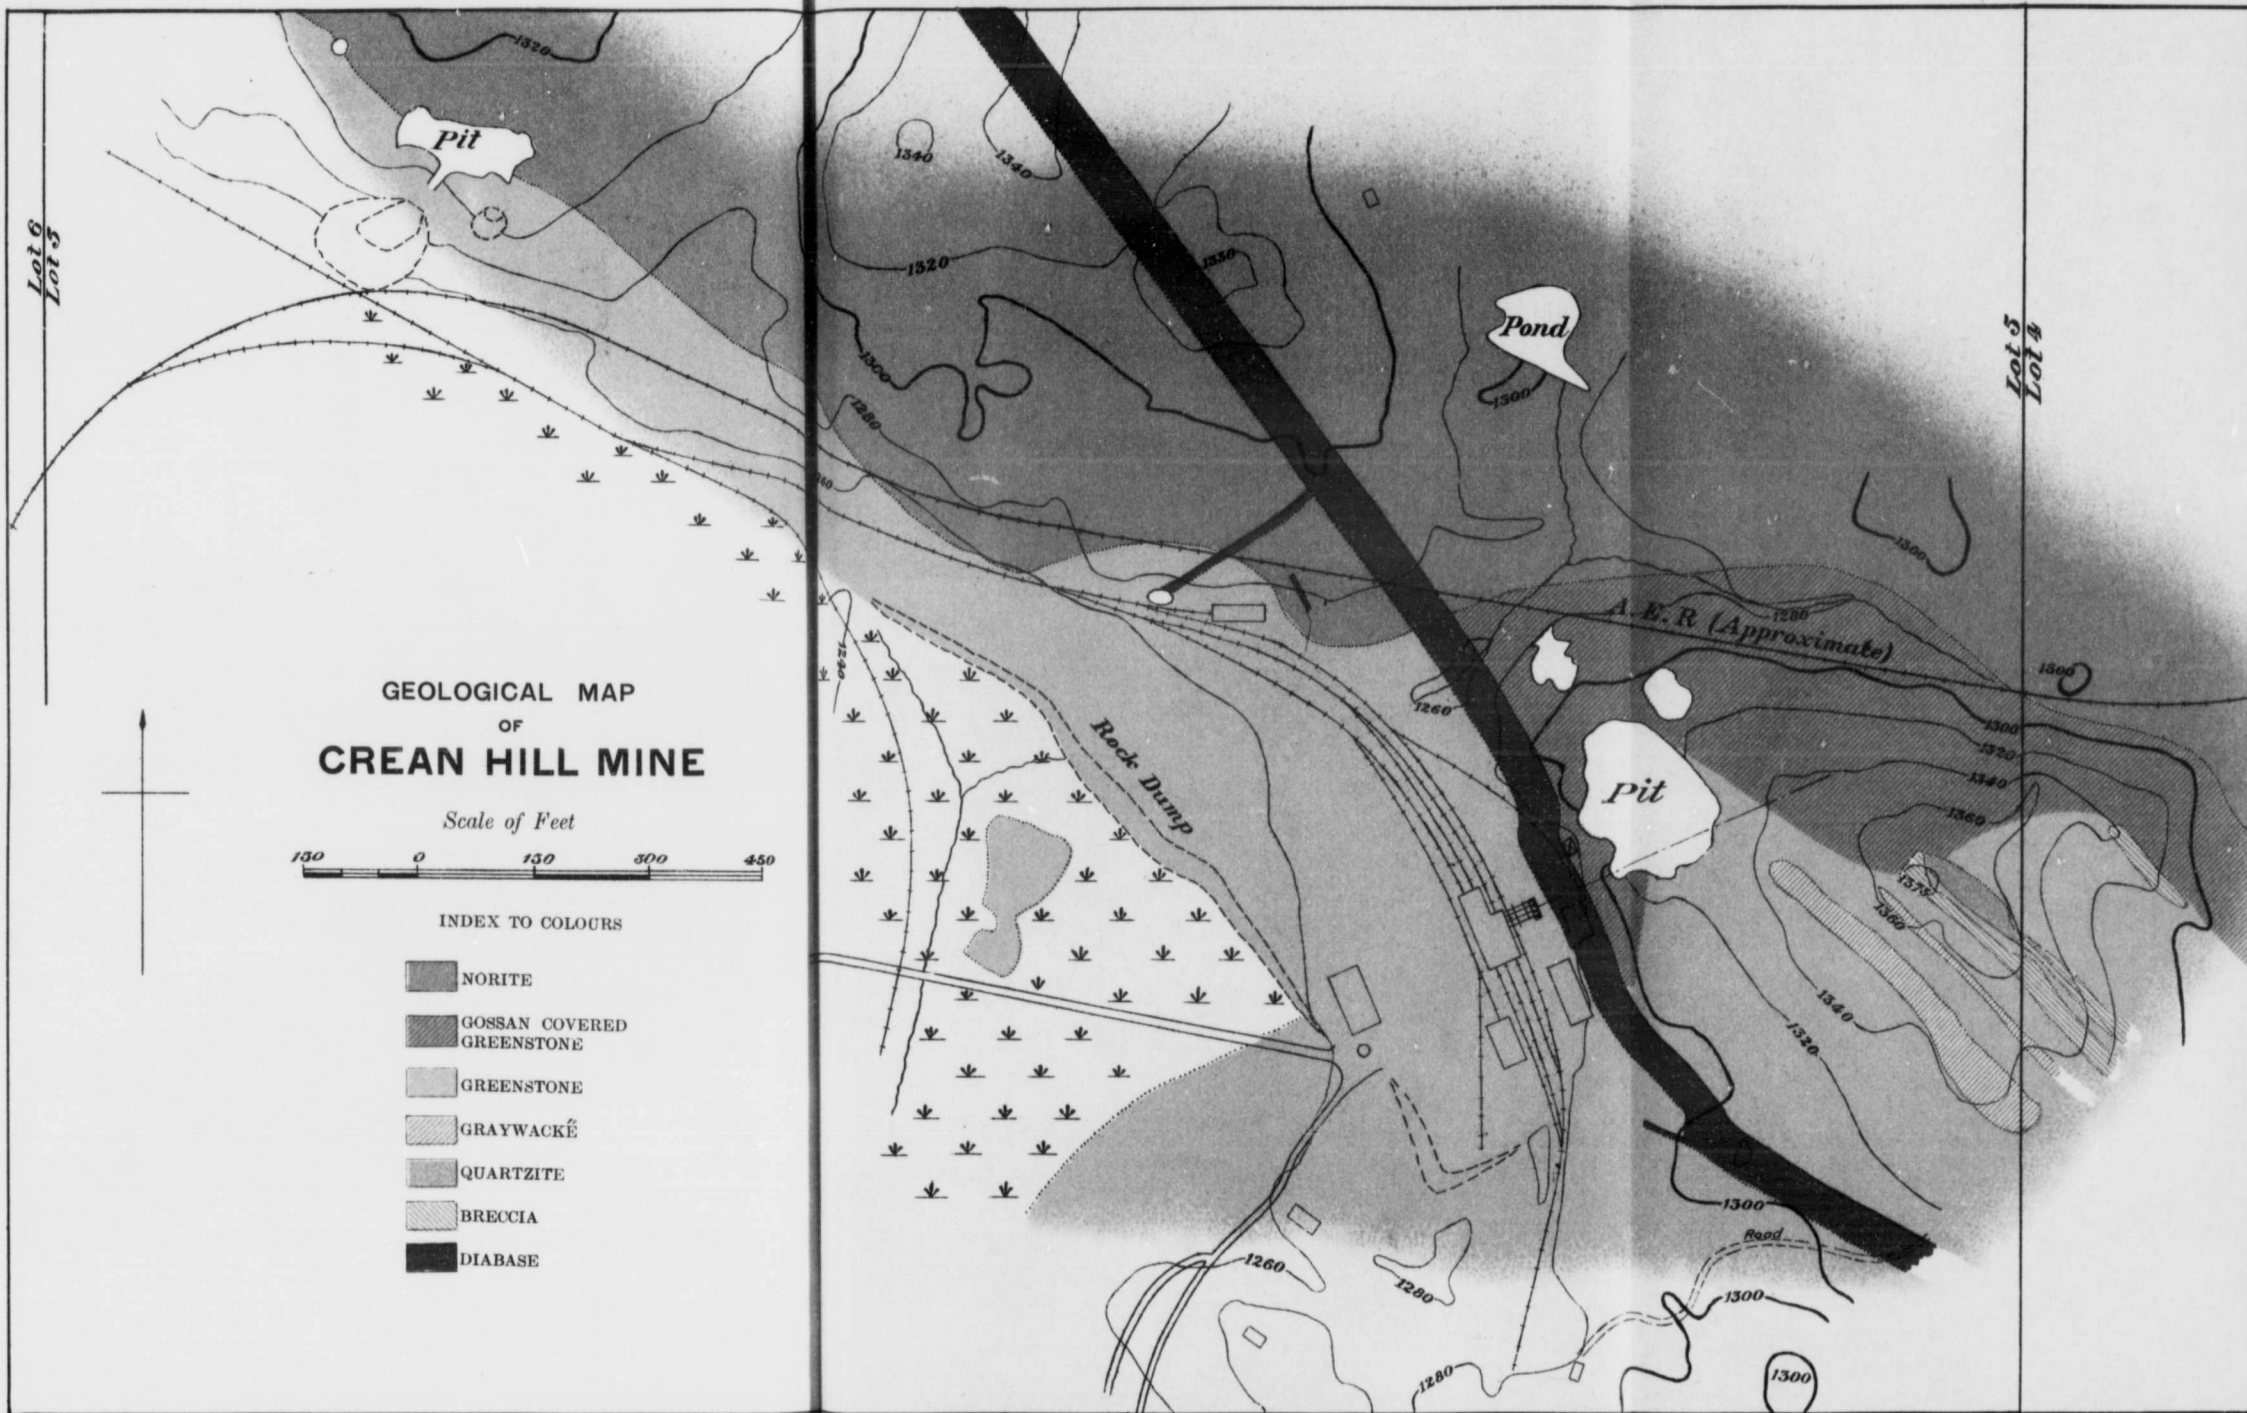 GEOLOGICAL MAP
OF
CREAN HILL MINE
Scale of Feet
150 0 150 300 450
INDEX TO COLOURS
NORITE
GOSSAN COVERED
GREENSTONE
GREENSTONE
GRAYWACKÉ
QUARTZITE
BRECCIA
DIABASE
Lot 6
Lot 5
1320
Pit
1340
1340
1320
1330
1300
1280
Pond
1300
Lot 5
Lot 4
1300
A.E.R (Approximate)
1280
1300
1240
1260
Rock Dump
Pit
1300
1320
1340
1360
1375
1360
1340
1320
1300
Road
1260
1280
1300
1280
1300